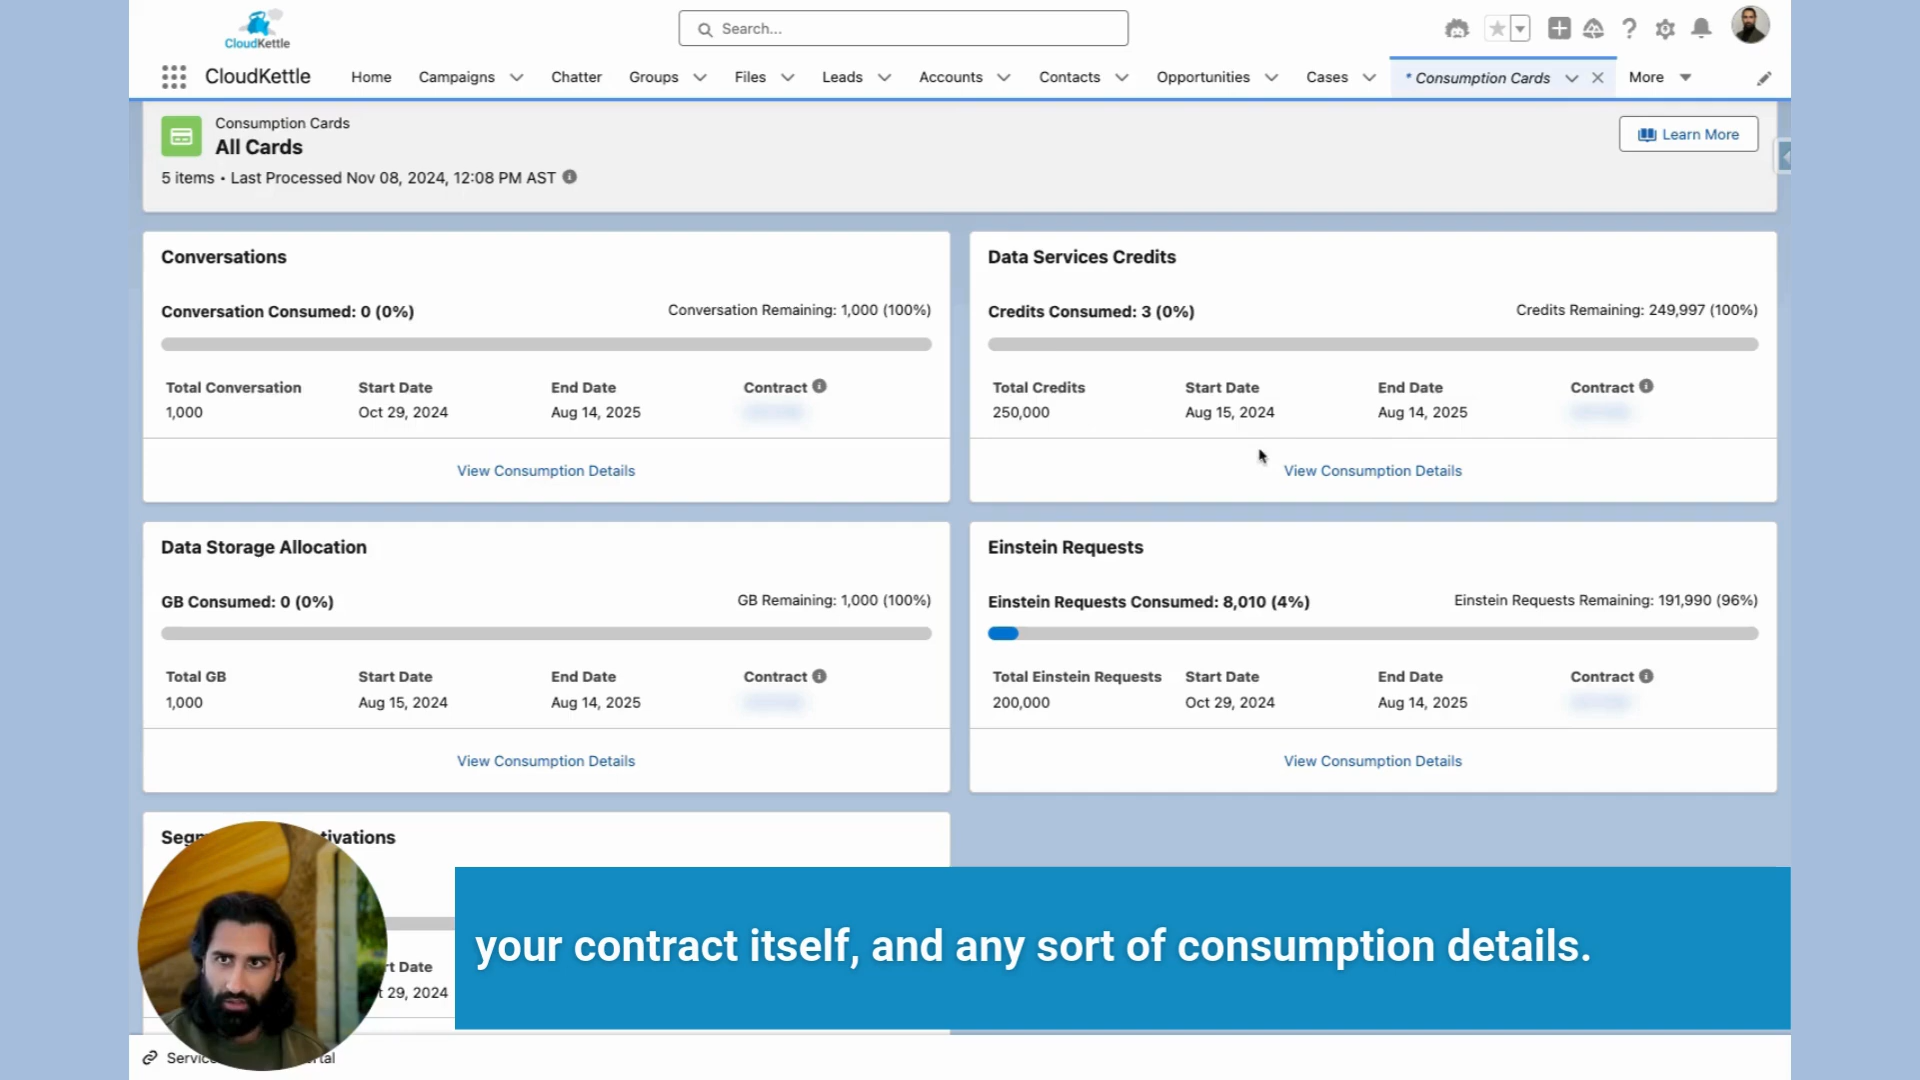 CloudKettle
Search...
CloudKettle
Home
Campaigns
Chatter
Groups
Files
Leads
Accounts
Contacts
Opportunities
Cases
* Consumption Cards
More
Consumption Cards
All Cards
5 items • Last Processed Nov 08, 2024, 12:08 PM AST
Learn More
Conversations
Conversation Consumed: 0 (0%)
Conversation Remaining: 1,000 (100%)
Total Conversation
Start Date
End Date
Contract
1,000
Oct 29, 2024
Aug 14, 2025
View Consumption Details
Data Services Credits
Credits Consumed: 3 (0%)
Credits Remaining: 249,997 (100%)
Total Credits
Start Date
End Date
Contract
250,000
Aug 15, 2024
Aug 14, 2025
View Consumption Details
Data Storage Allocation
GB Consumed: 0 (0%)
GB Remaining: 1,000 (100%)
Total GB
Start Date
End Date
Contract
1,000
Aug 15, 2024
Aug 14, 2025
View Consumption Details
Einstein Requests
Einstein Requests Consumed: 8,010 (4%)
Einstein Requests Remaining: 191,990 (96%)
Total Einstein Requests
Start Date
End Date
Contract
200,000
Oct 29, 2024
Aug 14, 2025
View Consumption Details
Date
29, 2024
your contract itself, and any sort of consumption details.